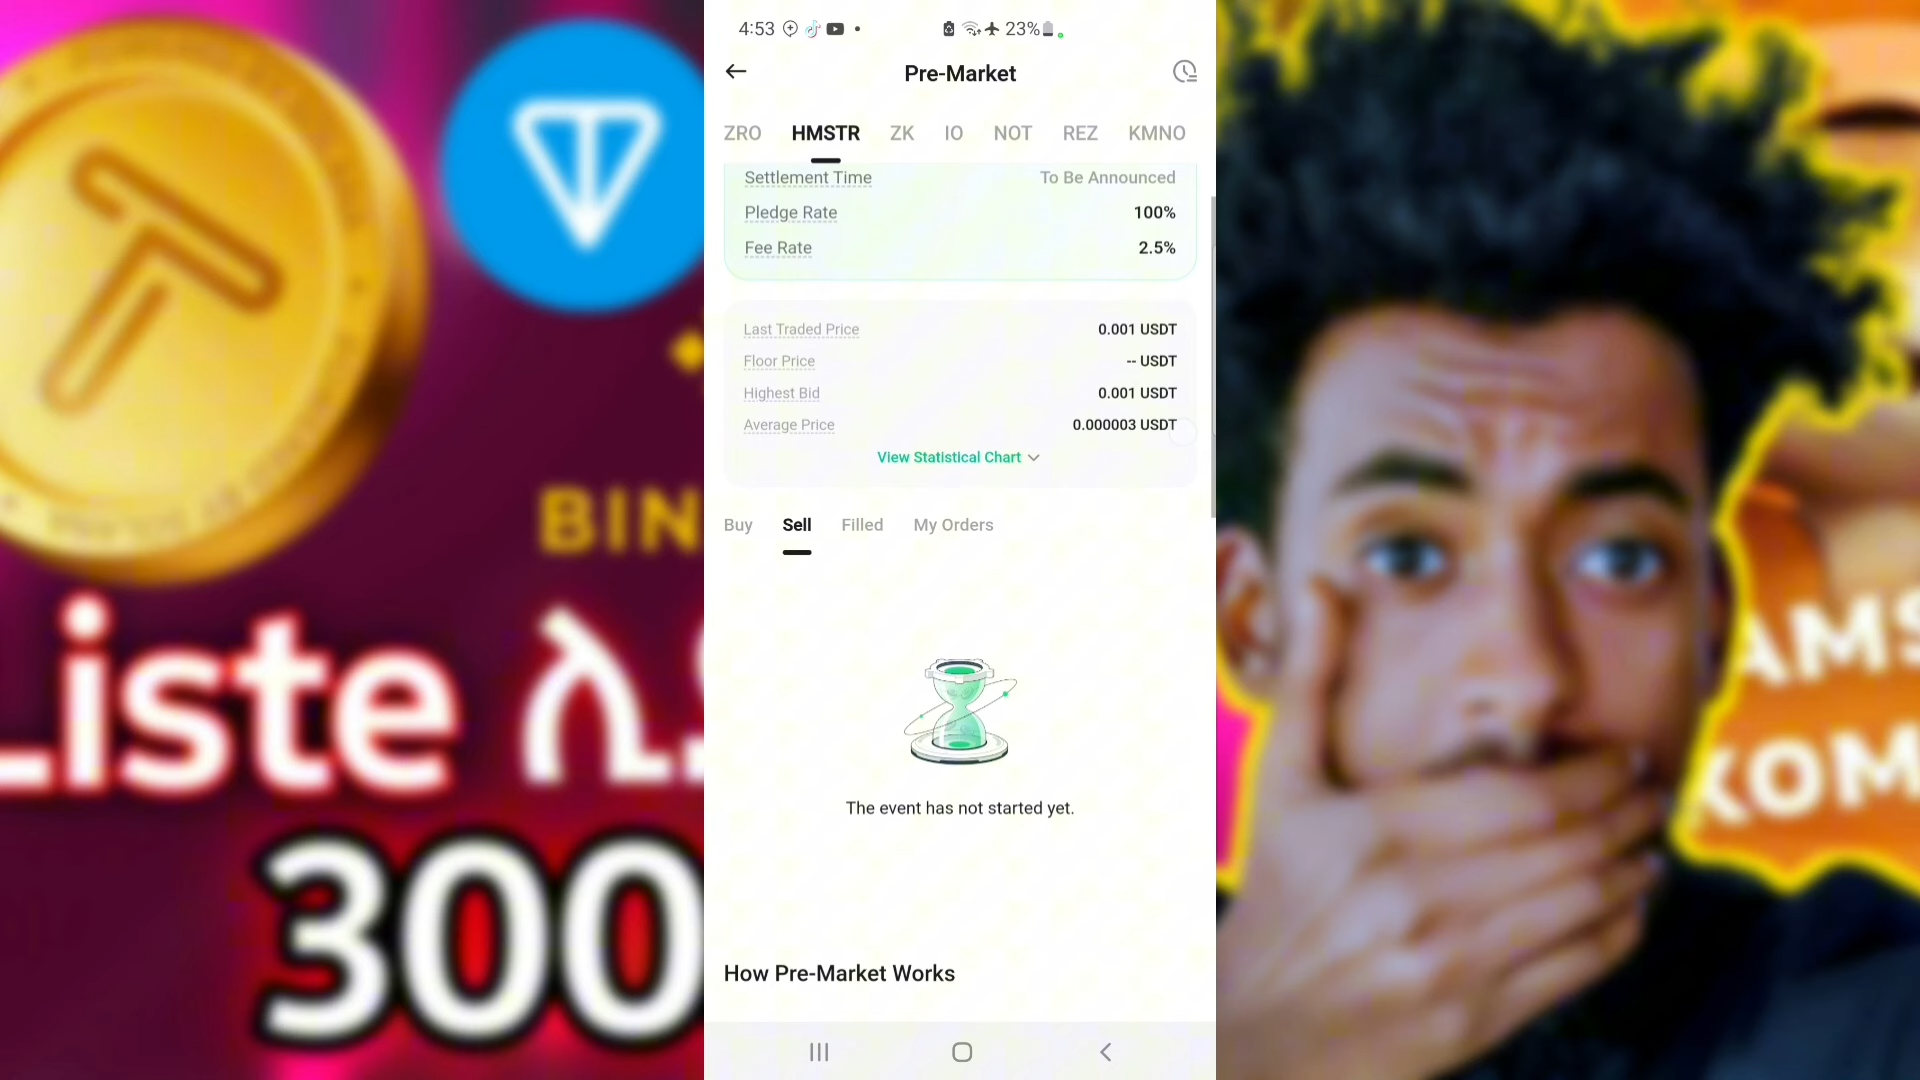 4:53 23%
Pre-Market
ZRO HMSTR ZK IO NOT REZ KMNO
Settlement Time To Be Announced
Pledge Rate 100%
Fee Rate 2.5%
Last Traded Price 0.001 USDT
Floor Price -- USDT
Highest Bid 0.001 USDT
Average Price 0.000003 USDT
View Statistical Chart
Buy Sell Filled My Orders
The event has not started yet.
How Pre-Market Works
BIN
Liste
300
AMS
KOM